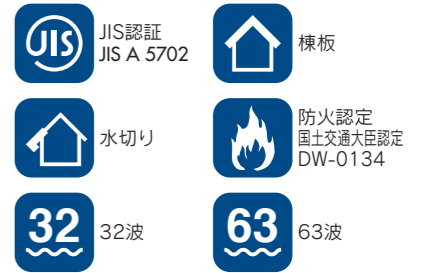 JIS
JIS認証
JIS A 5702
棟板
水切り
防火認定
国土交通大臣認定
DW-0134
32
32波
63
63波